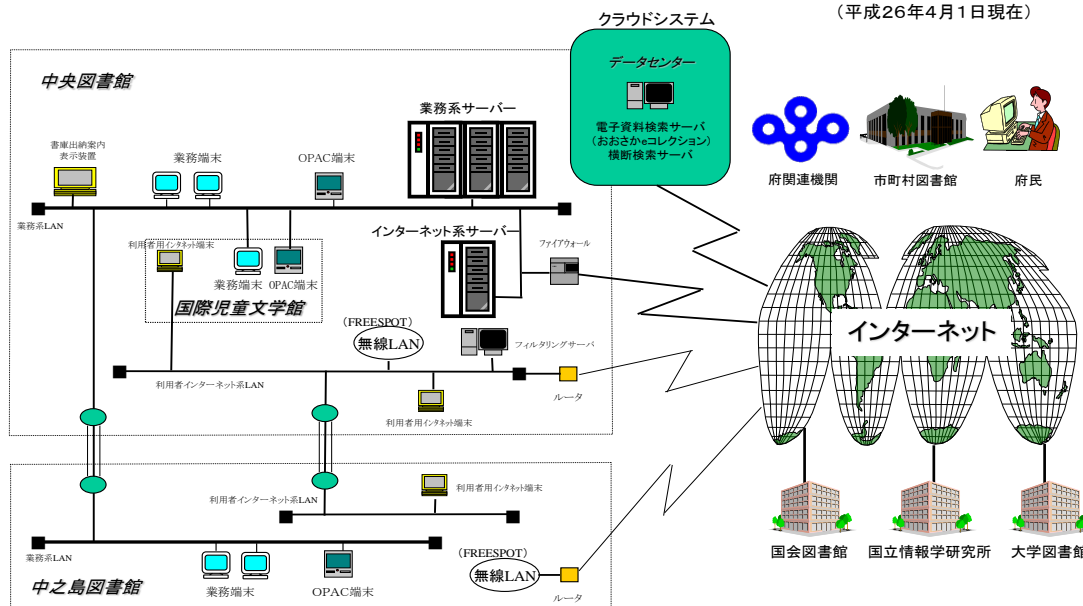 (平成26年4月1日現在)
クラウドシステム
データセンター
電子資料検索サーバ
(おおさかeコレクション)
横断検索サーバ
府関連機関
市町村図書館
府民
中央図書館
業務系サーバー
書庫出納案内
表示装置
業務端末
OPAC端末
業務系LAN
利用者用インタネット端末
インターネット系サーバー
ファイアウォール
業務端末
OPAC端末
国際児童文学館
(FREESPOT)
無線LAN
フィルタリングサーバ
利用者インターネット系LAN
利用者用インタネット端末
ルータ
インターネット
利用者インターネット系LAN
利用者用インタネット端末
業務系LAN
業務端末
OPAC端末
(FREESPOT)
無線LAN
ルータ
中之島図書館
国会図書館
国立情報学研究所
大学図書館